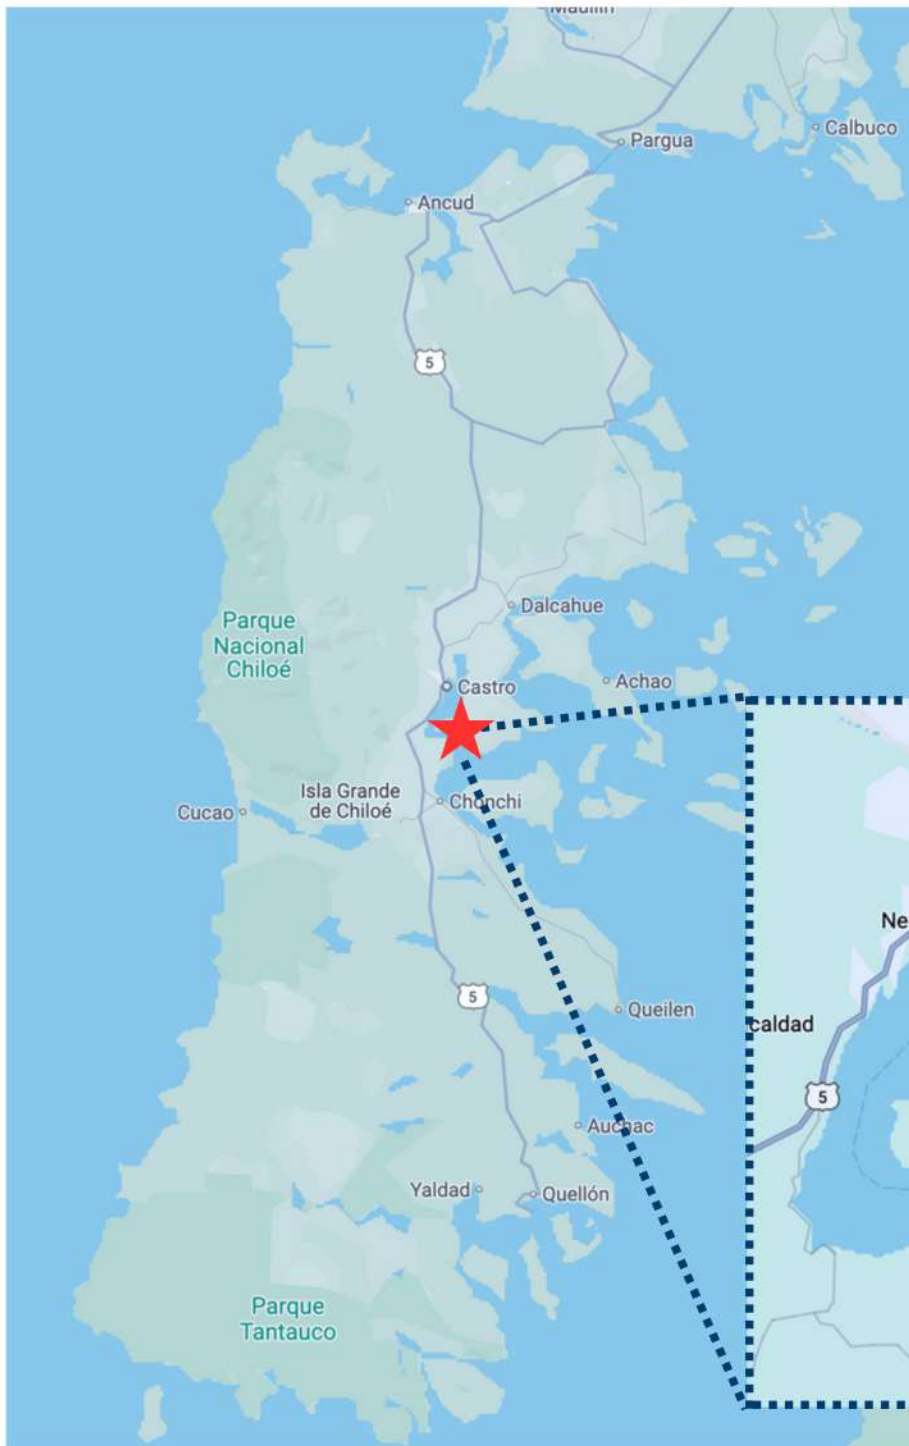 Maullín
Calbuco
Pargua
Ancud
5
Dalcahue
Parque
Nacional
Chiloé
Achao
Castro
Isla Grande
de Chiloé
Chonchi
Cucao
Ne
5
Queilen
caldad
5
Auchac
Yaldad
Quellón
Parque
Tantauco